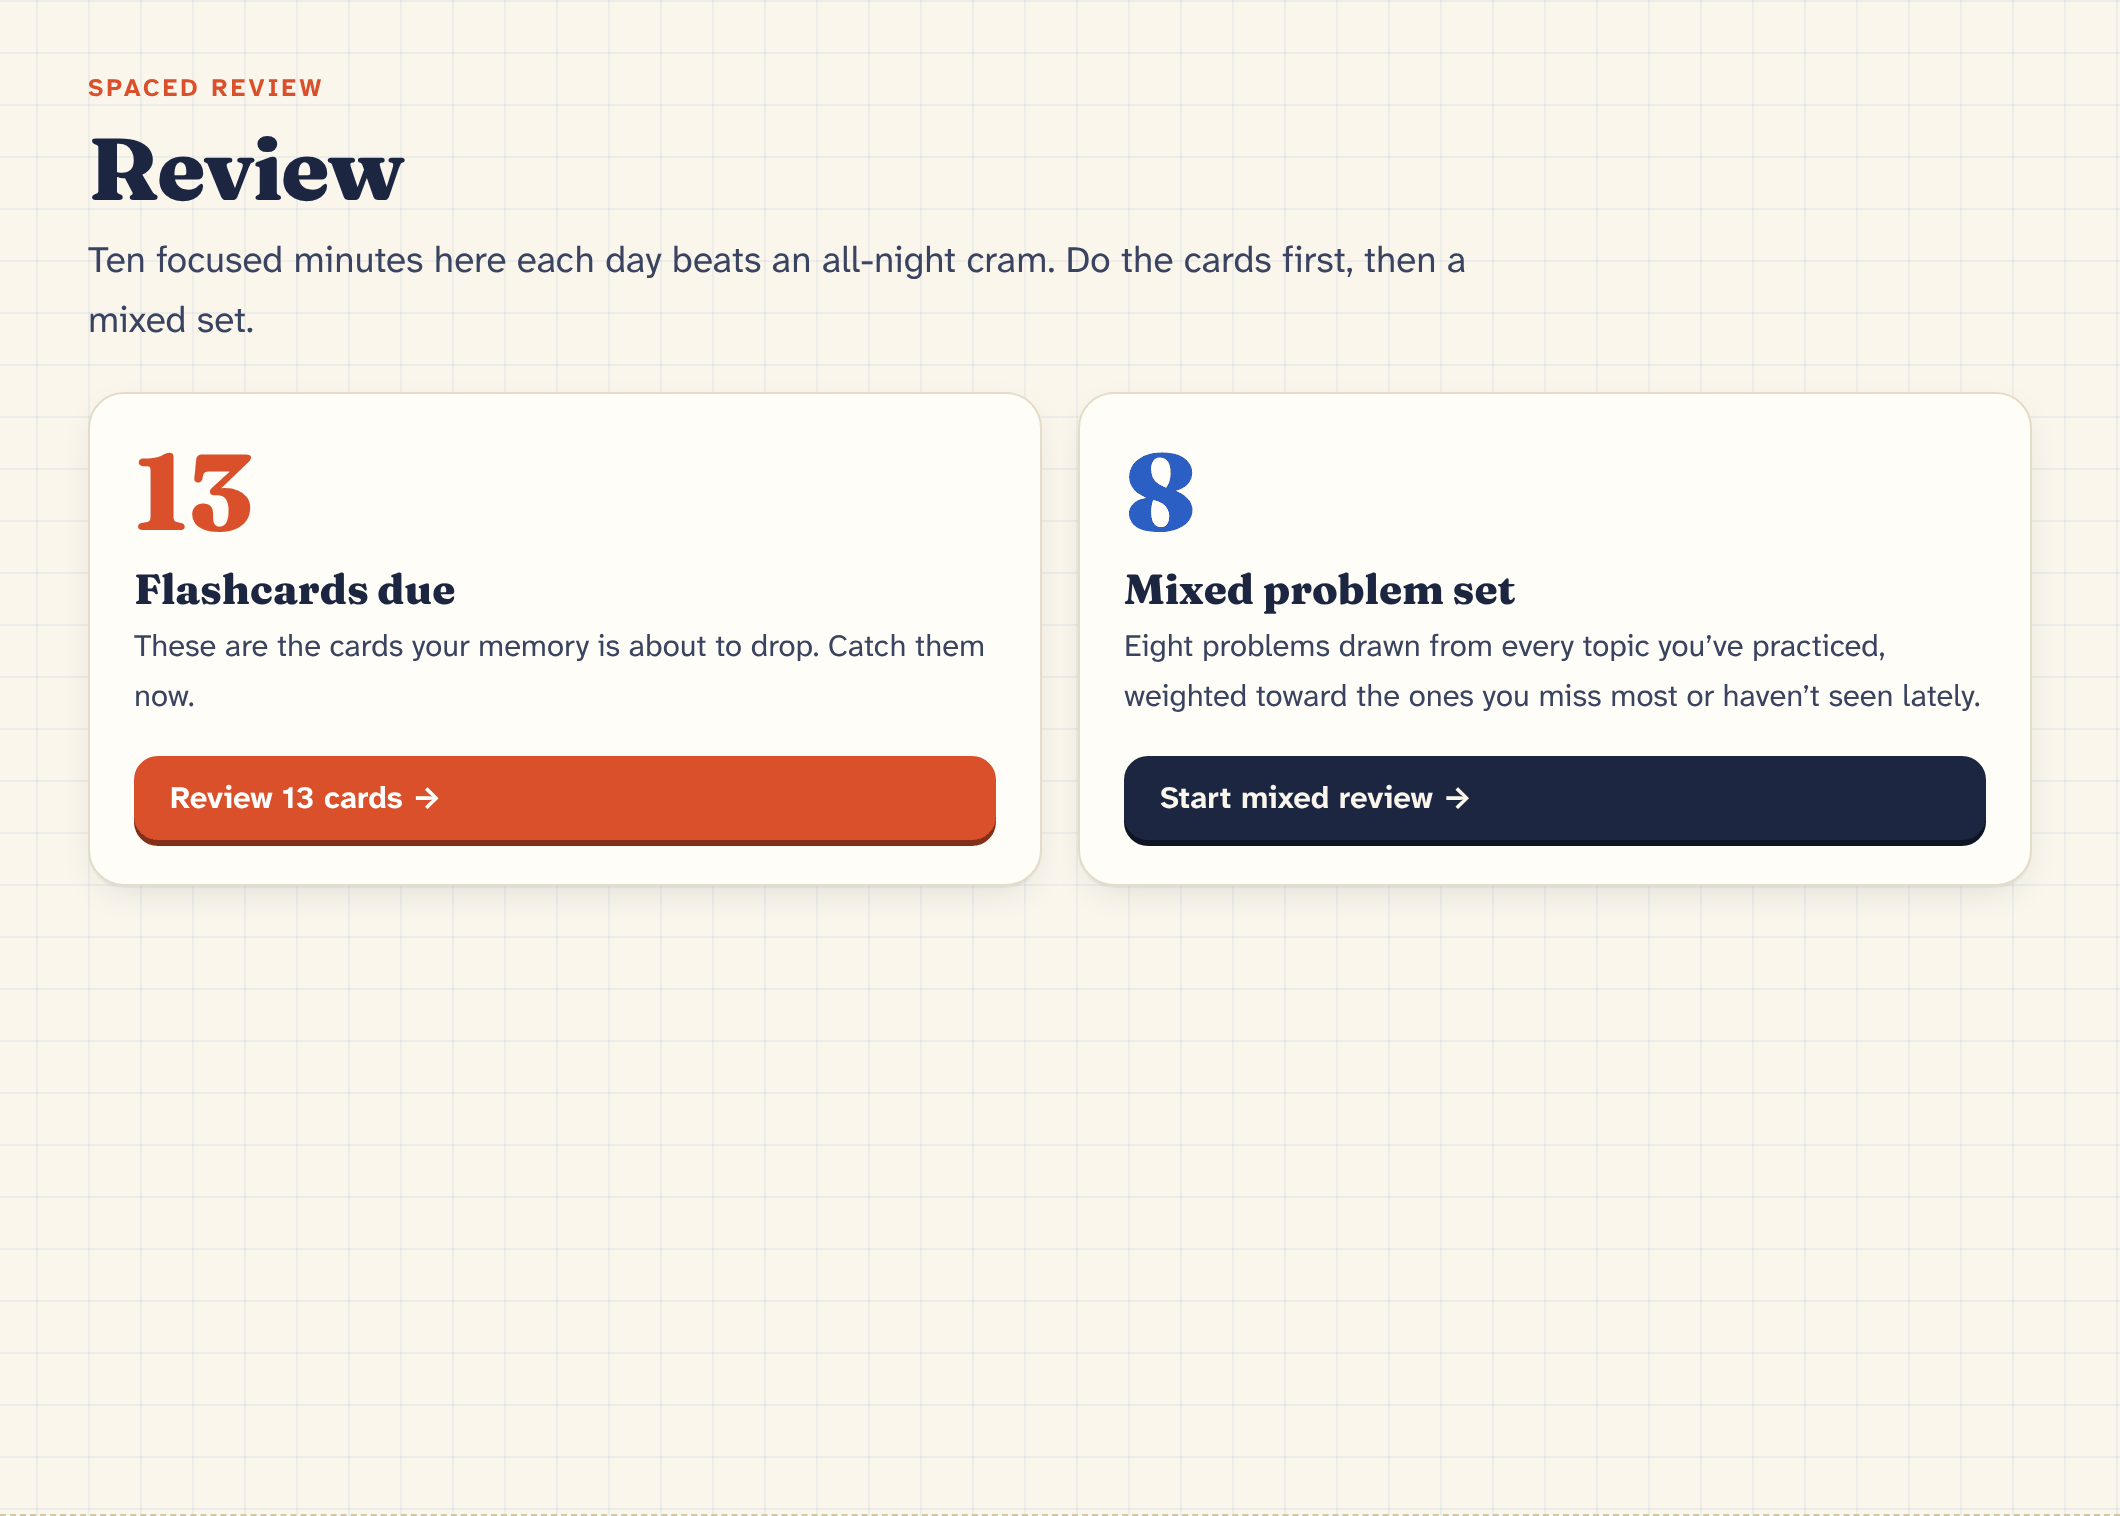 SPACED REVIEW
Review
Ten focused minutes here each day beats an all-night cram. Do the cards first, then a
mixed set.
13
Flashcards due
These are the cards your memory is about to drop. Catch them
now.
Review 13 cards →
8
Mixed problem set
Eight problems drawn from every topic you’ve practiced,
weighted toward the ones you miss most or haven’t seen lately.
Start mixed review →